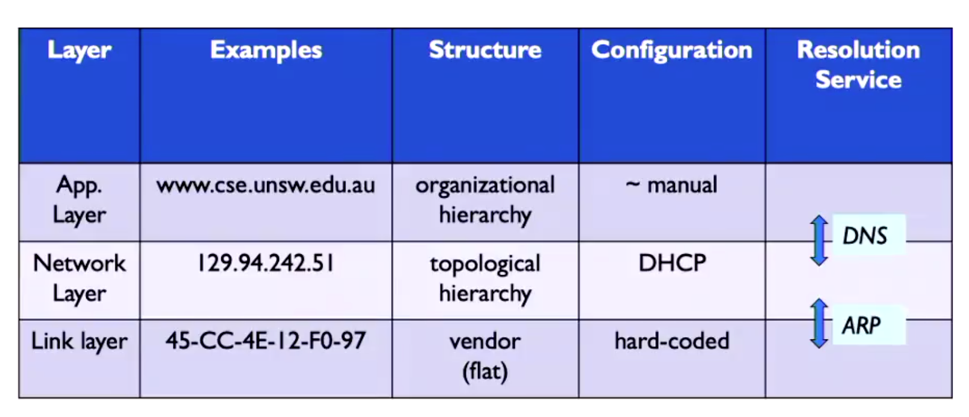 Layer Examples Structure Configuration Resolution
Service
App. www.cse.unsw.edu.au organizational ~ manual
Layer hierarchy
DNS
Network 129.94.242.51 topological DHCP
Layer hierarchy
ARP
Link layer 45-CC-4E-12-F0-97 vendor hard-coded
(flat)